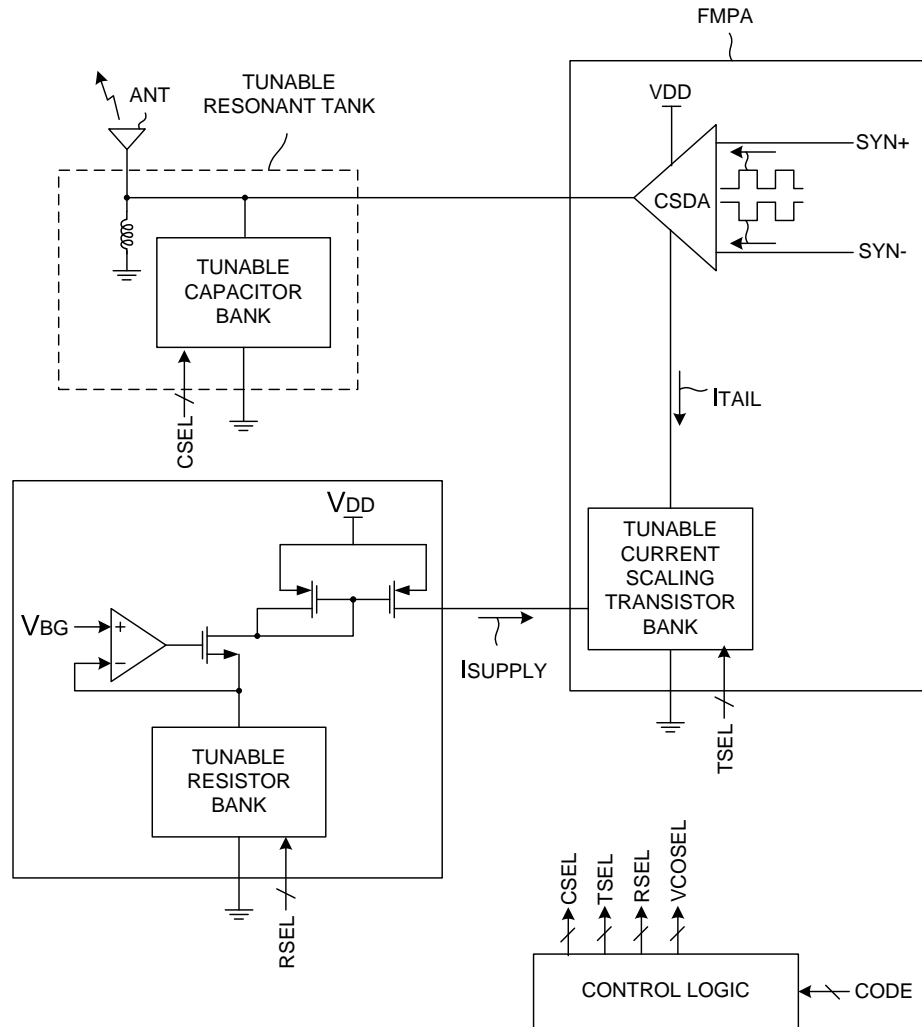 FMPA
TUNABLE
RESONANT TANK
ANT
VDD
SYN+
CSDA
SYN-
TUNABLE
CAPACITOR
BANK
ITAIL
CSEL
VDD
TUNABLE
CURRENT
SCALING
TRANSISTOR
BANK
VBG
+
−
ISUPPLY
TSEL
TUNABLE
RESISTOR
BANK
RSEL
CSEL
TSEL
RSEL
VCOSEL
CONTROL LOGIC
CODE